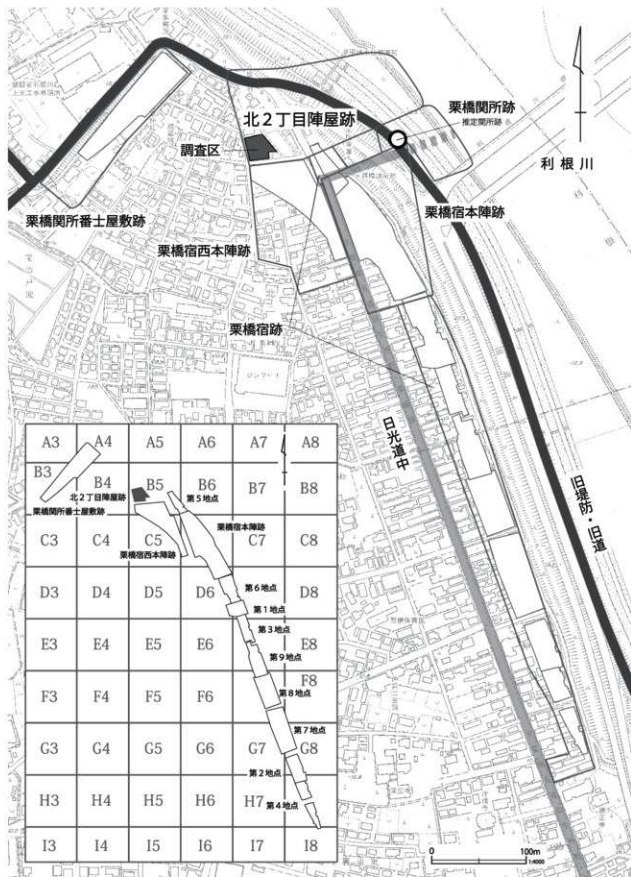 栗橋関所跡
推定関所跡
北2丁目陣屋跡
調査区
利根川
栗橋宿本陣跡
栗橋関所番士屋敷跡
栗橋宿西本陣跡
栗橋宿跡
日光道中
旧堤防・旧道
A3 A4 A5 A6 A7 A8
B3 B4 B5 B6 B7 B8
北2丁目陣屋跡
第5地点
栗橋関所番士屋敷跡
栗橋宿本陣跡
栗橋宿西本陣跡
C3 C4 C5 C7 C8
D3 D4 D5 D6 D8
第6地点
第1地点
第3地点
E3 E4 E5 E6 E8
第9地点
F3 F4 F5 F6 F8
第8地点
第7地点
G3 G4 G5 G6 G7 G8
第2地点
H3 H4 H5 H6 H7
第4地点
I3 I4 I5 I6 I7 I8
0 100m
1:4000